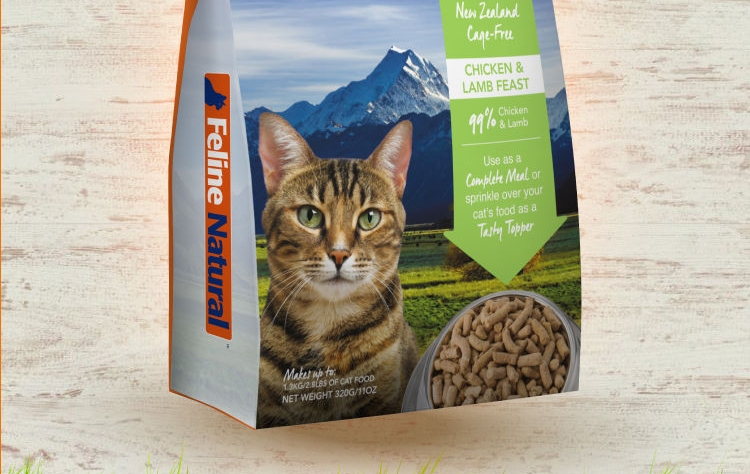 New Zealand
Cage-Free
CHICKEN &
LAMB FEAST
99% Chicken
& Lamb
Use as a
Complete Meal or
sprinkle over your
cat's food as a
Tasty Topper
Feline Natural
Makes up to:
1.3KG/2.8LBS OF CAT FOOD
NET WEIGHT 320G/11OZ